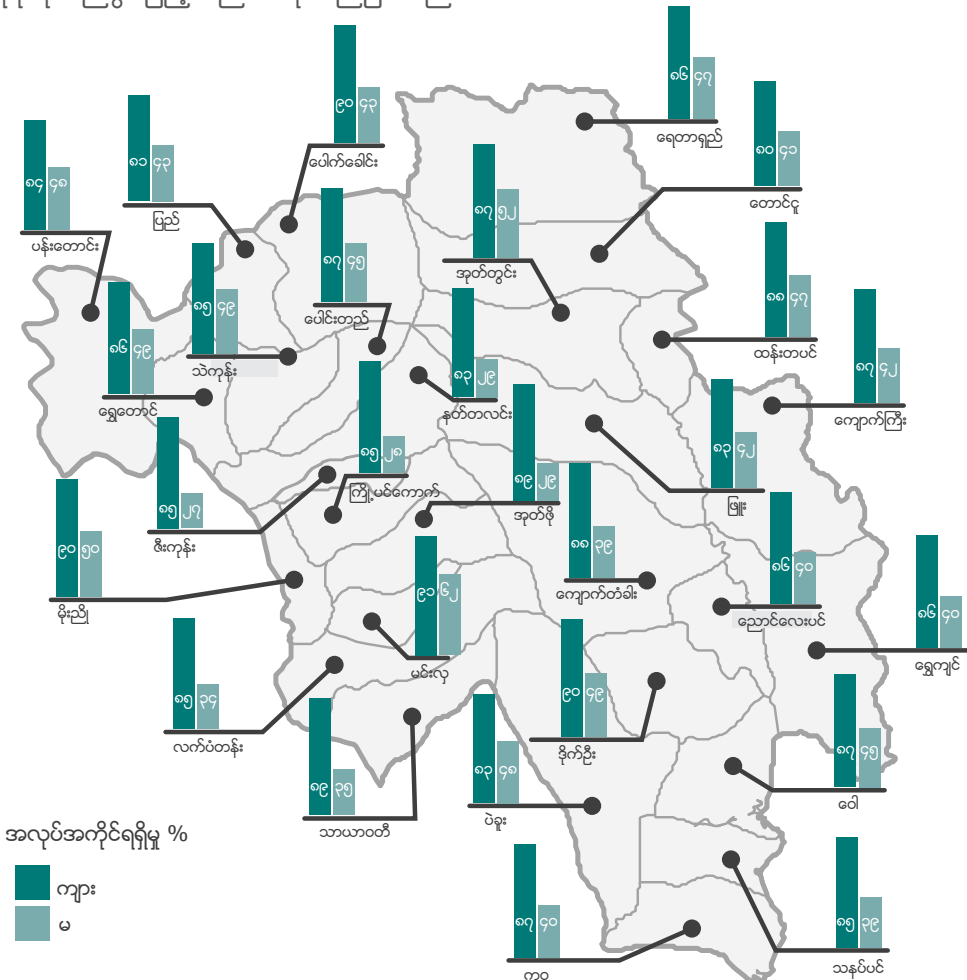 ၈၆ ၄၇
ရေတာရှည်
၉၀ ၄၃
ပေါက်ခေါင်း
၈၀ ၄၁
တောင်ငူ
၈၁ ၄၃
ပြည်
၈၄ ၄၈
ပန်းတောင်း
၈၇ ၅၂
အုတ်တွင်း
၈၇ ၄၅
ပေါင်းတည်
၈၅ ၄၉
သဲကုန်း
၈၈ ၄၇
ထန်းတပင်
၈၆ ၄၉
ရွှေတောင်
၈၃ ၂၉
နတ်တလင်း
၈၇ ၄၂
ကျောက်ကြီး
၈၅ ၂၈
ကြို့မင်ကောက်
၈၉ ၂၉
အုတ်ဖို
၈၃ ၄၂
ဖြူး
၈၅ ၂၇
ဇီးကုန်း
၈၈ ၃၉
ကျောက်တံခါး
၉၀ ၅၀
မိုးညို
၈၆ ၄၀
ညောင်လေးပင်
၉၁ ၆၂
မင်းလှ
၈၆ ၄၀
ရွှေကျင်
၈၅ ၃၄
လက်ပံတန်း
၉၀ ၄၉
ဒိုက်ဦး
၈၇ ၄၅
ဝေါ
၈၉ ၃၅
သာယာဝတီ
၈၃ ၄၈
ပဲခူး
အလုပ်အကိုင်ရရှိမှု %
ကျား
မ
၈၇ ၄၀
ကဝ
၈၅ ၃၉
သနပ်ပင်